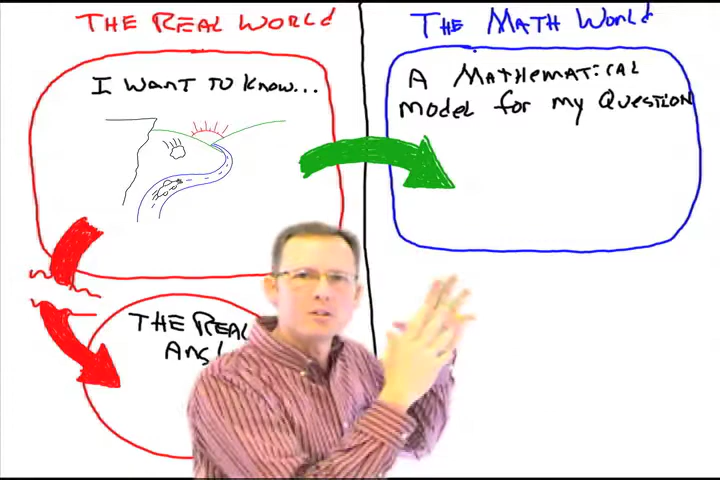 The Real World
The Math World
I want to know...
A Mathematical
model for my Question
The Real